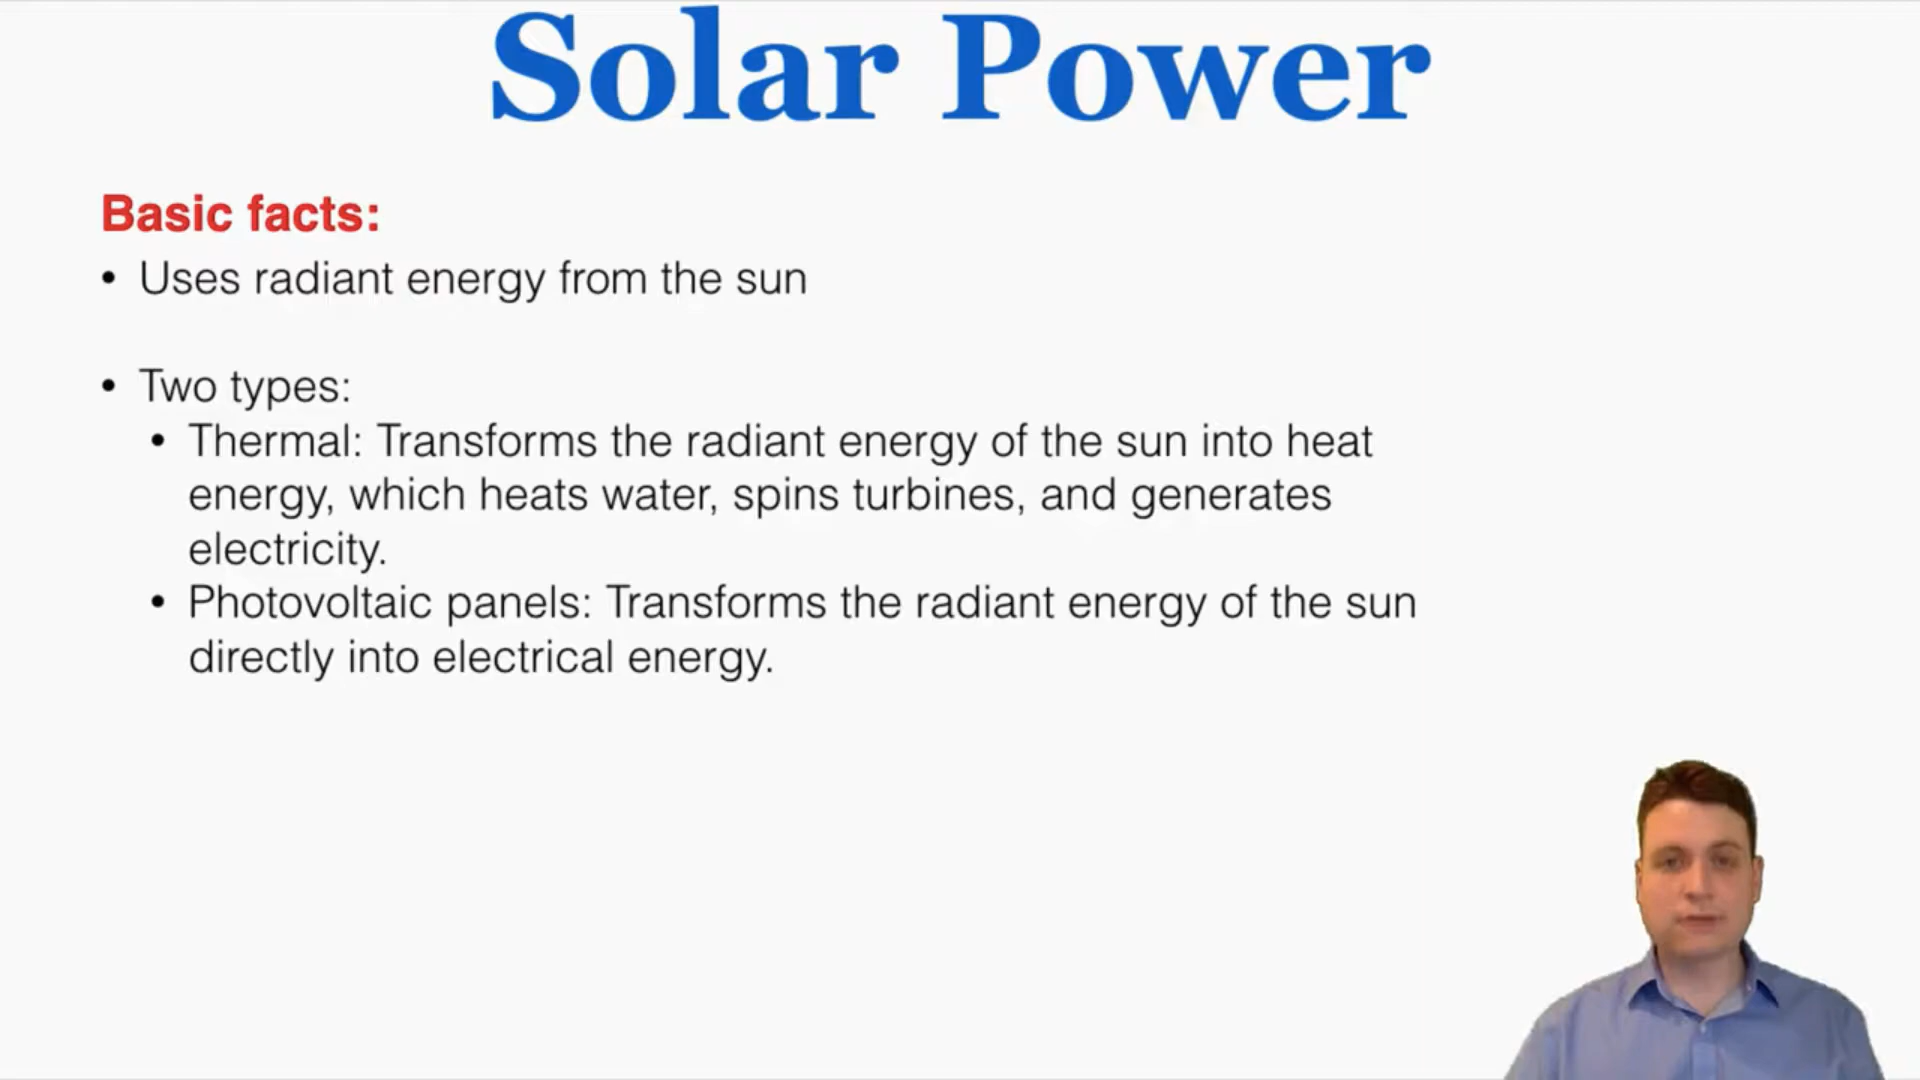 Solar Power
Basic facts:
• Uses radiant energy from the sun
• Two types:
• Thermal: Transforms the radiant energy of the sun into heat
energy, which heats water, spins turbines, and generates
electricity.
• Photovoltaic panels: Transforms the radiant energy of the sun
directly into electrical energy.